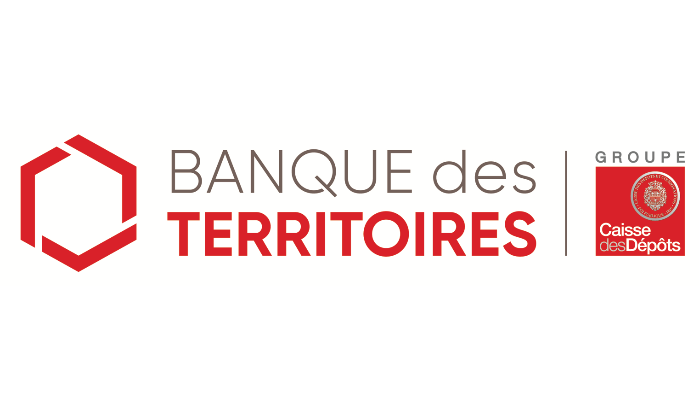 BANQUE des
TERRITOIRES
GROUPE
Caisse
desDépôts